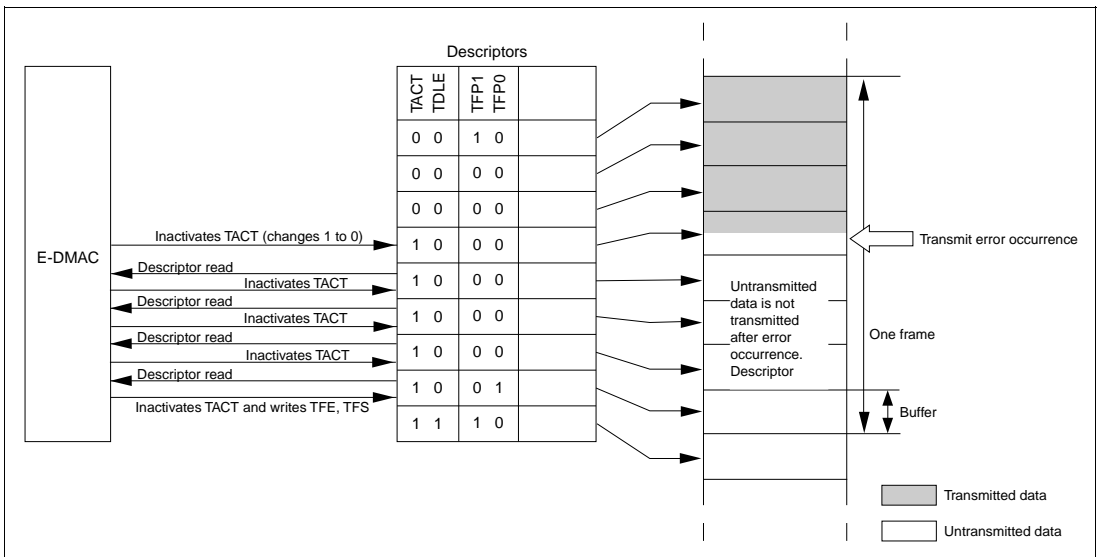 Descriptors
TACT TDLE TFP1 TFP0
0 0 1 0
0 0 0 0
0 0 0 0
Inactivates TACT (changes 1 to 0)
1 0 0 0
Transmit error occurrence
E-DMAC
Descriptor read
Inactivates TACT
1 0 0 0
Descriptor read
Inactivates TACT
1 0 0 0
Descriptor read
Inactivates TACT
1 0 0 0
Descriptor read
1 0 0 1
Inactivates TACT and writes TFE, TFS
1 1 1 0
Untransmitted
data is not
transmitted
after error
occurrence.
Descriptor
One frame
Buffer
Transmitted data
Untransmitted data